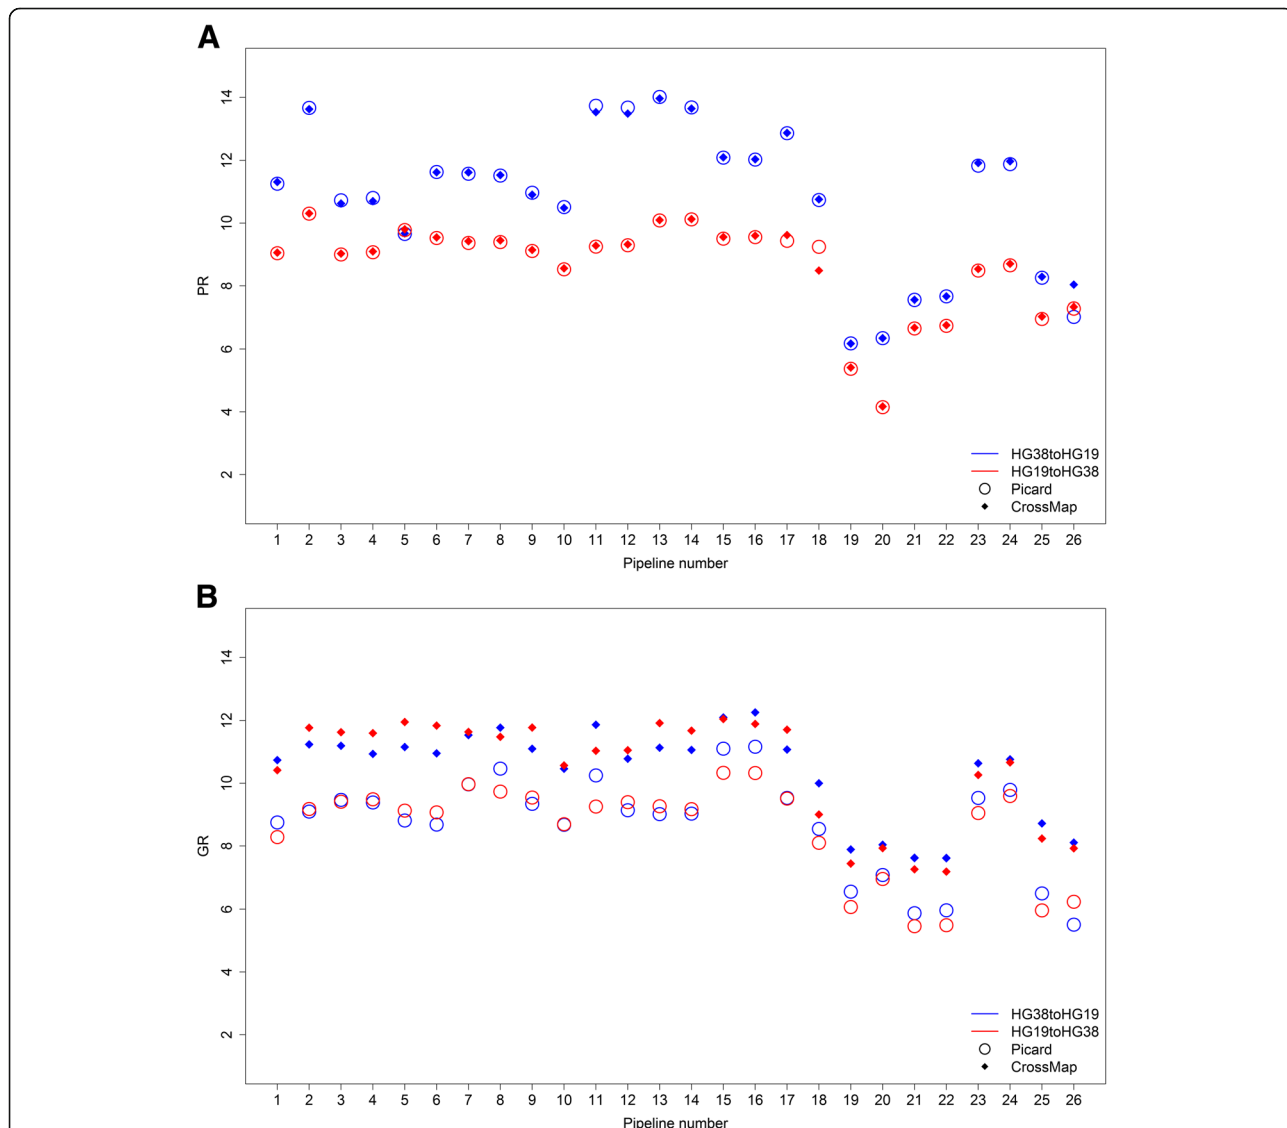 A
PR
14
12
10
8
6
4
2
HG38toHG19
HG19toHG38
Picard
CrossMap
1 2 3 4 5 6 7 8 9 10 11 12 13 14 15 16 17 18 19 20 21 22 23 24 25 26
Pipeline number
B
GR
14
12
10
8
6
4
2
HG38toHG19
HG19toHG38
Picard
CrossMap
1 2 3 4 5 6 7 8 9 10 11 12 13 14 15 16 17 18 19 20 21 22 23 24 25 26
Pipeline number